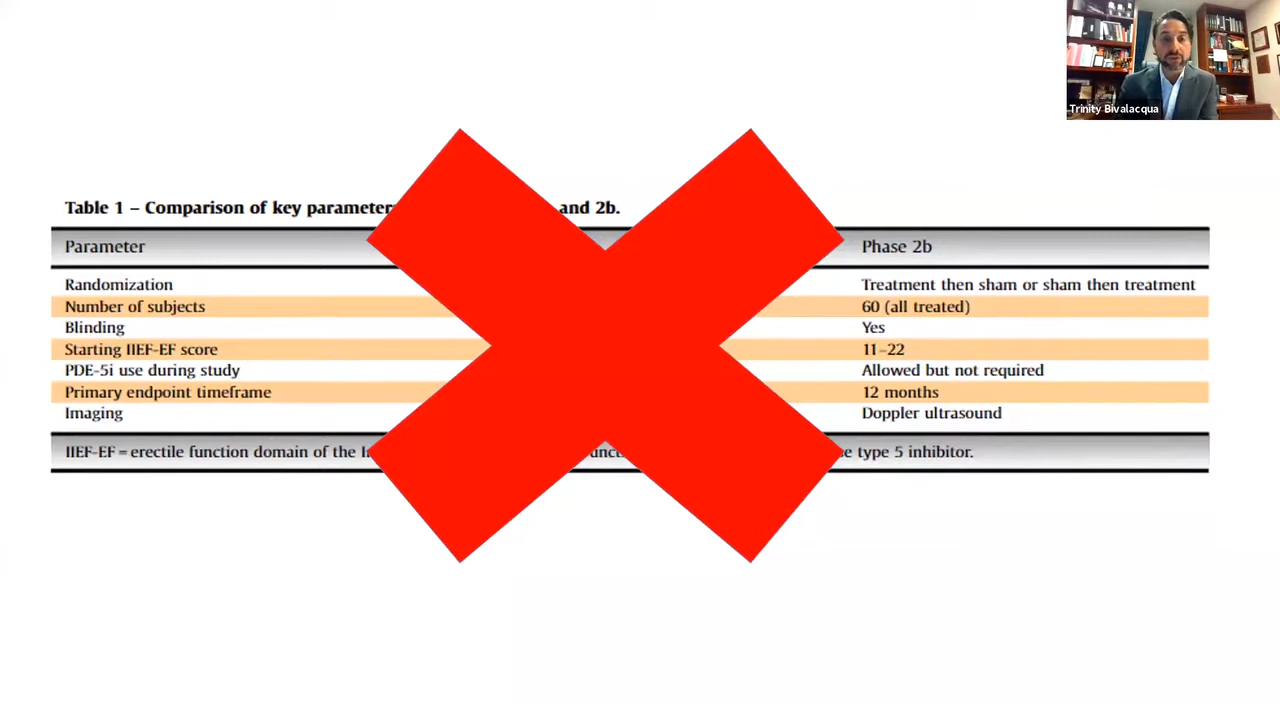 Trinity Bivalacqua
Table 1 – Comparison of key parameter and 2b.
Parameter Phase 2b
Randomization Treatment then sham or sham then treatment
Number of subjects 60 (all treated)
Blinding Yes
Starting IIEF-EF score 11–22
PDE-5i use during study Allowed but not required
Primary endpoint timeframe 12 months
Imaging Doppler ultrasound
IIEF-EF = erectile function domain of the type 5 inhibitor.